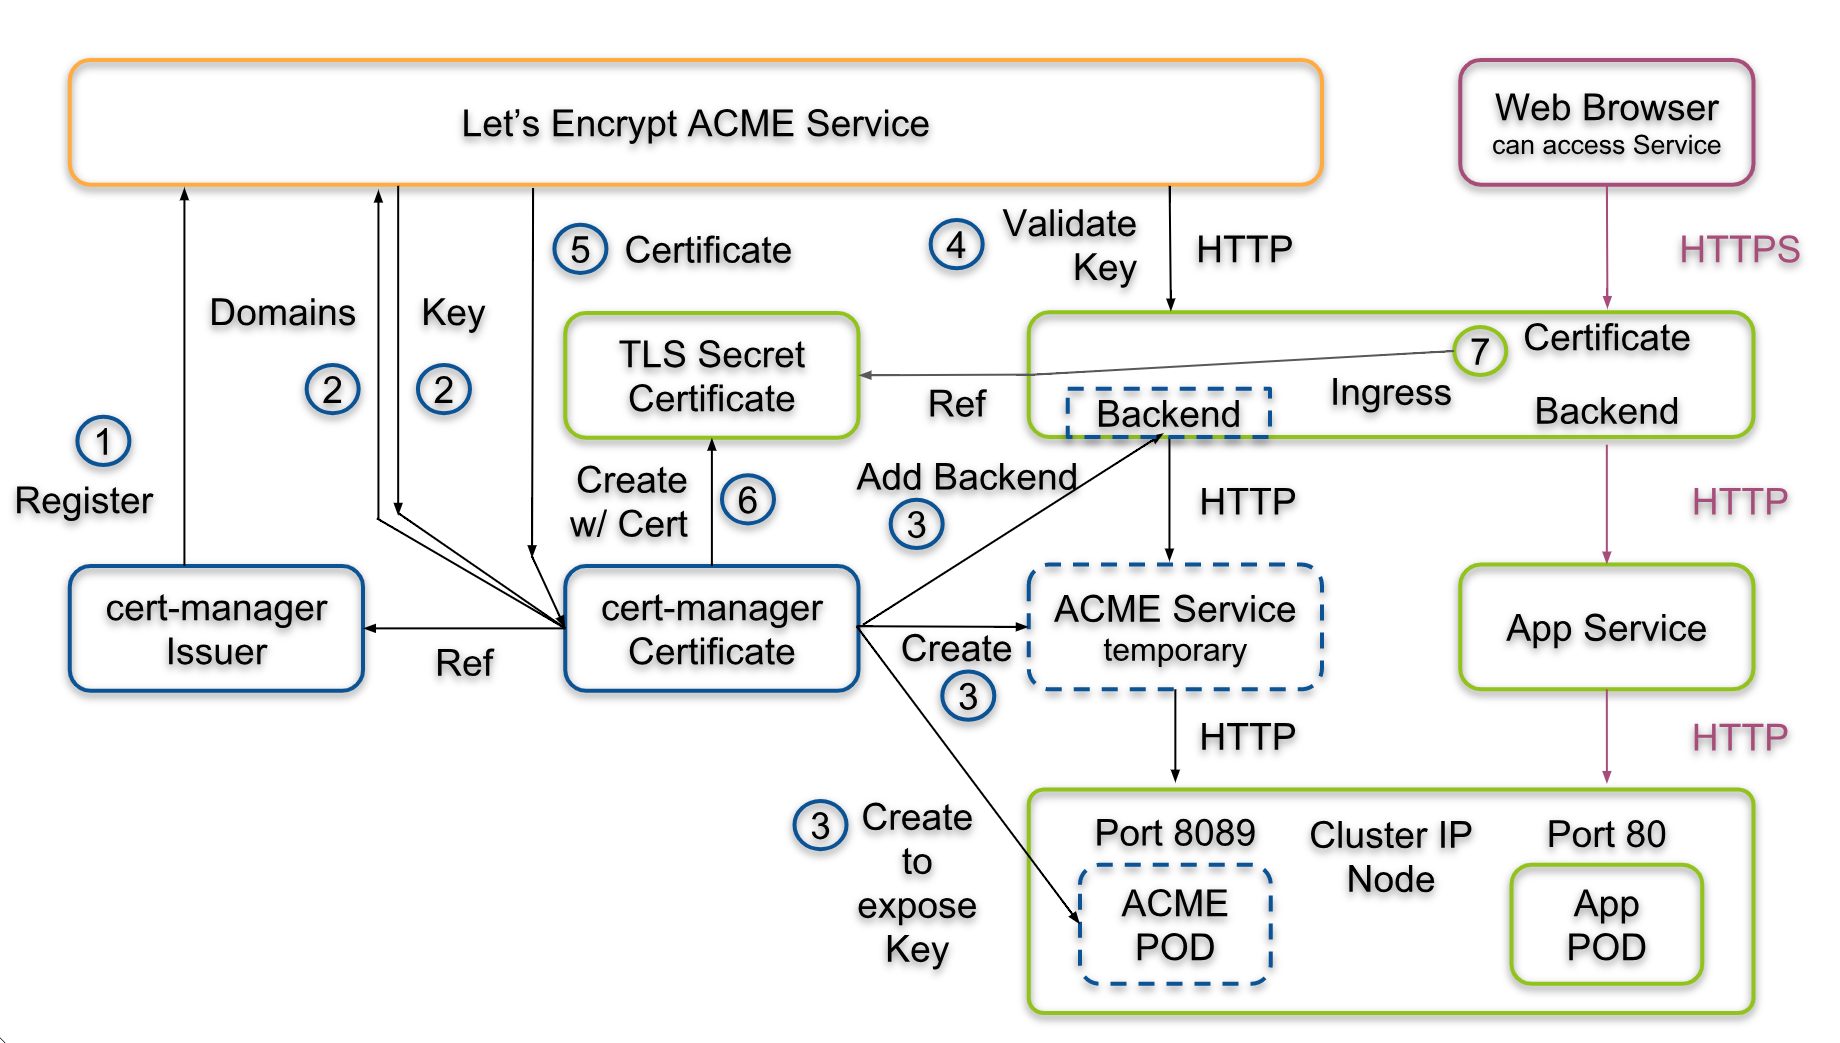 Let’s Encrypt ACME Service
Web Browser
can access Service
5
Certificate
4
Validate
Key
HTTP
HTTPS
Domains
Key
2
2
TLS Secret
Certificate
Ref
7
Certificate
Ingress
Backend
Backend
1
Register
Create
w/ Cert
6
Add Backend
3
HTTP
HTTP
cert-manager
Issuer
Ref
cert-manager
Certificate
Create
3
ACME Service
temporary
App Service
HTTP
HTTP
3
Create
to
expose
Key
Port 8089
Cluster IP
Node
Port 80
ACME
POD
App
POD